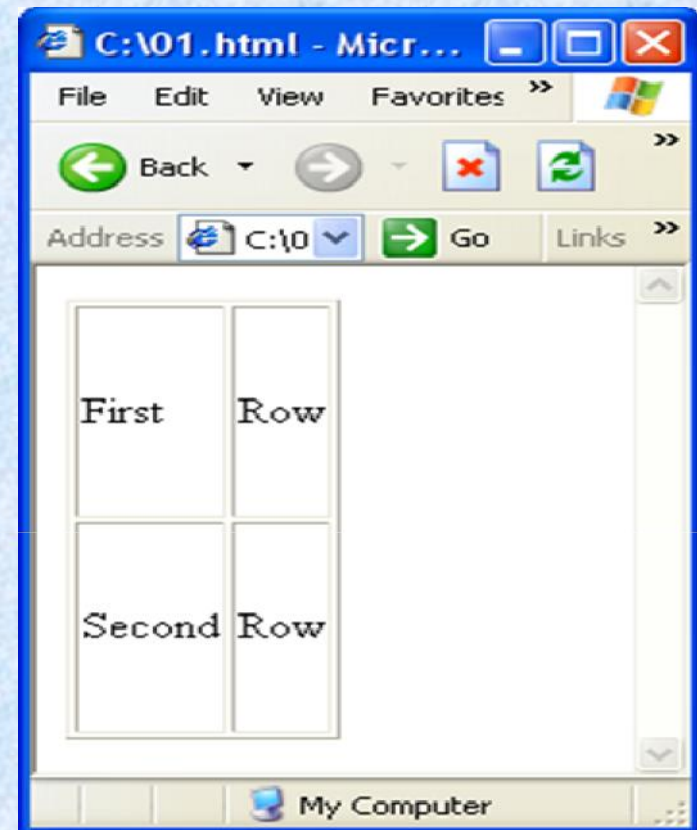 C:\01.html - Micr...
File Edit View Favorites »
Back »
Address C:\0 Go Links »
First Row
Second Row
My Computer